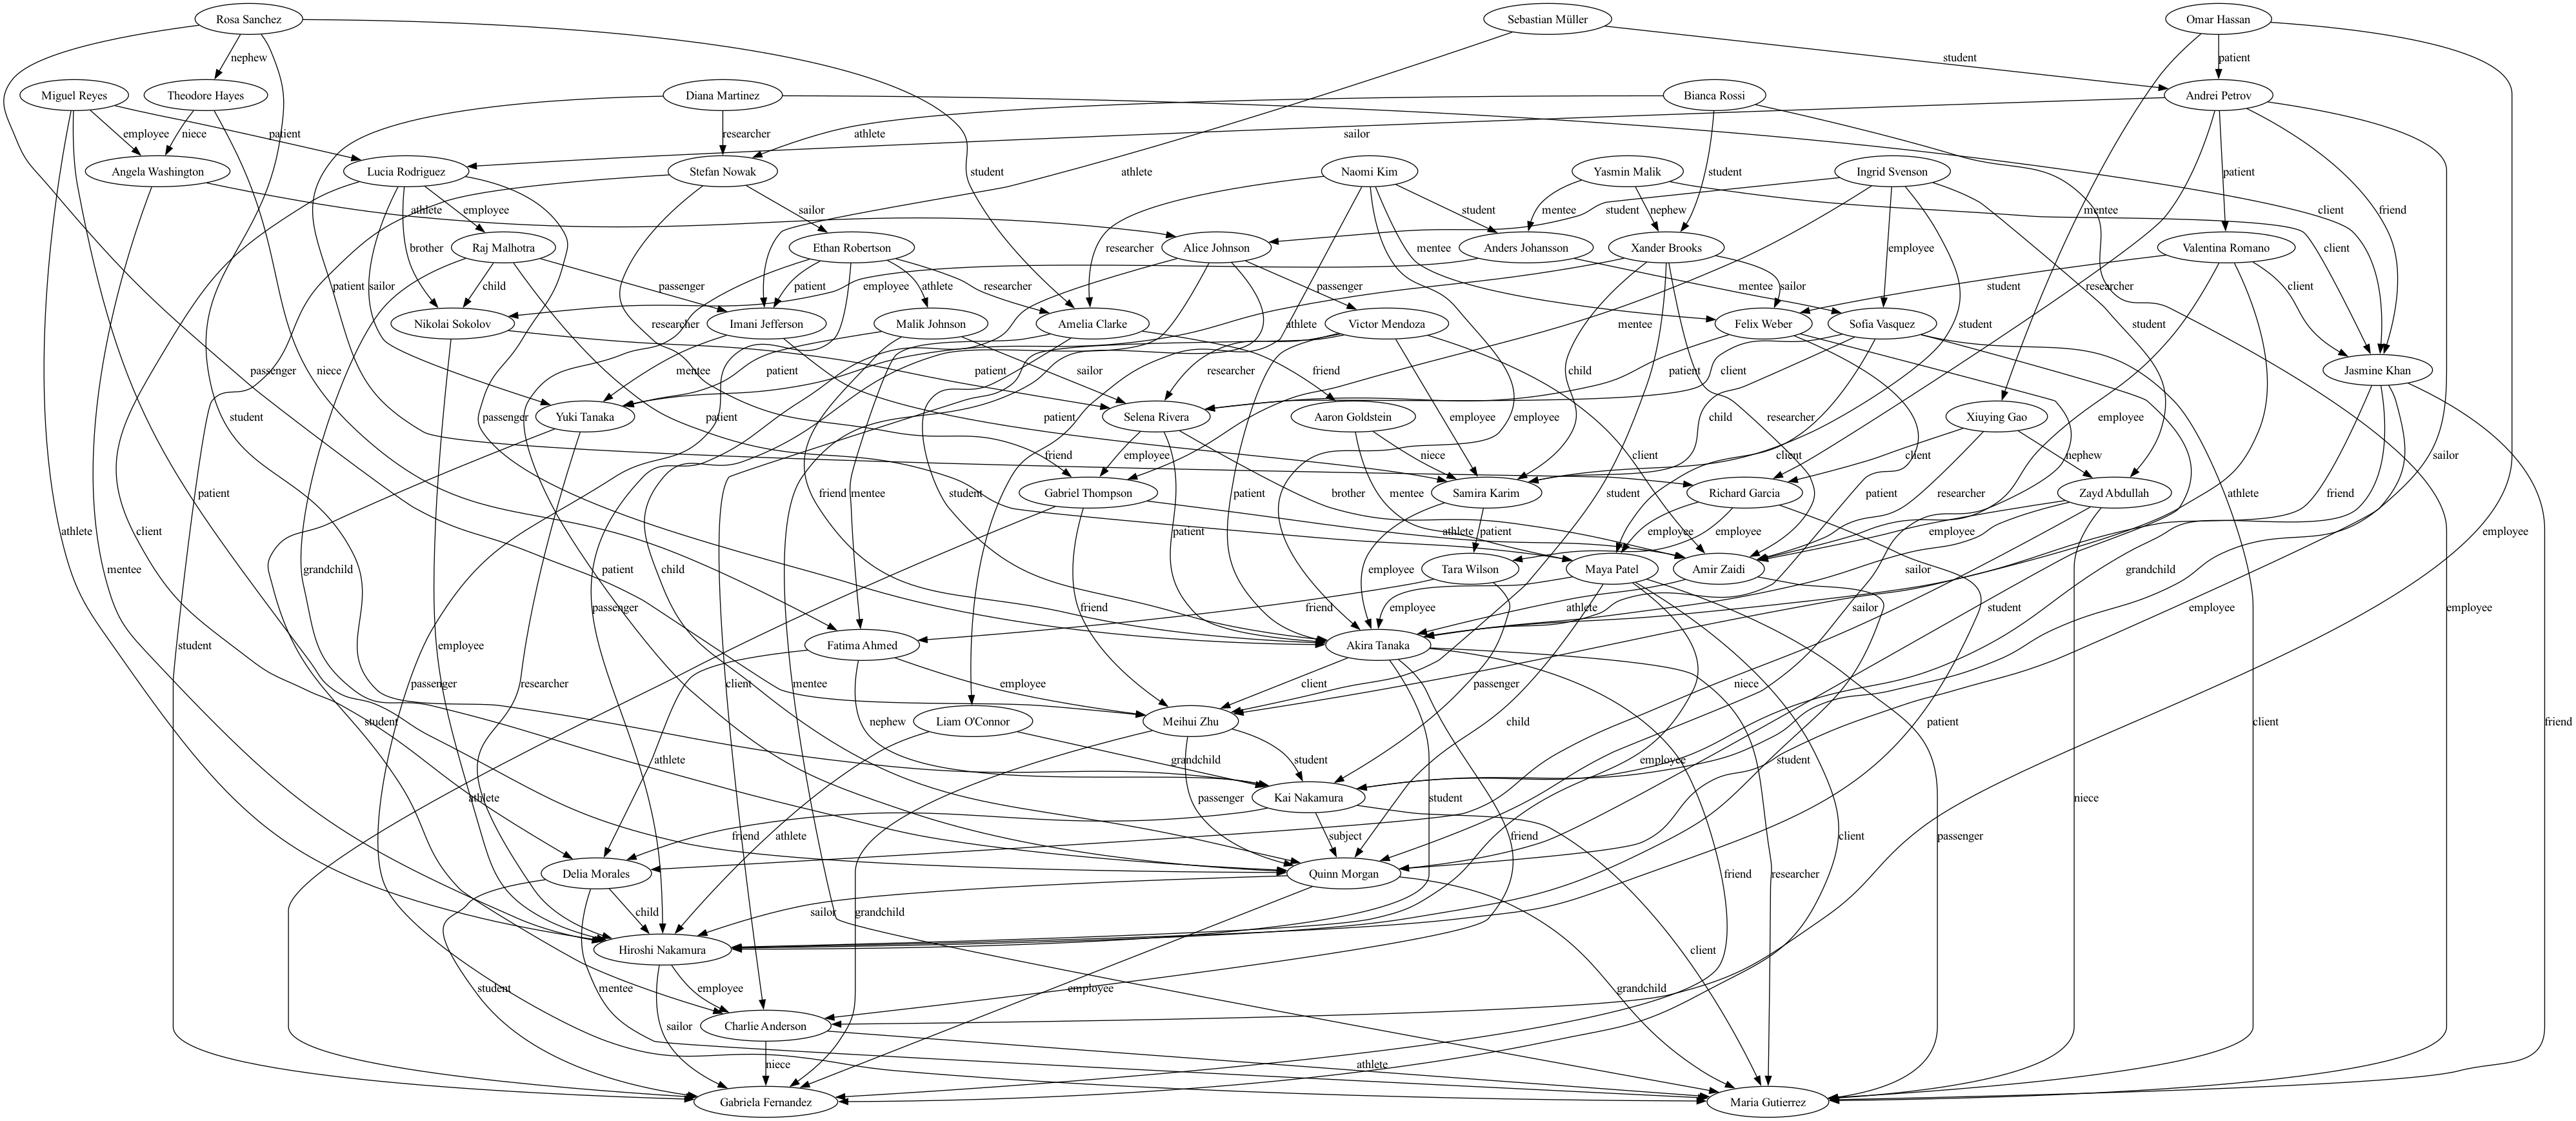 Rosa Sanchez
Sebastian Müller
Omar Hassan
nephew
student
patient
Miguel Reyes
Theodore Hayes
Diana Martinez
Bianca Rossi
Andrei Petrov
employee
niece
patient
researcher
athlete
sailor
Angela Washington
Lucia Rodriguez
Stefan Nowak
student
athlete
Naomi Kim
Yasmin Malik
student
Ingrid Svenson
patient
athlete
employee
sailor
student
mentee
nephew
student
client
friend
mentee
brother
Raj Malhotra
Ethan Robertson
researcher
Alice Johnson
mentee
Anders Johansson
Xander Brooks
employee
client
Valentina Romano
patient
sailor
child
passenger
patient
athlete
employee
researcher
passenger
mentee
sailor
student
researcher
client
Nikolai Sokolov
Imani Jefferson
researcher
Malik Johnson
Amelia Clarke
athlete
Victor Mendoza
mentee
Felix Weber
Sofia Vasquez
student
student
passenger
niece
mentee
patient
patient
sailor
friend
researcher
child
patient
client
Jasmine Khan
student
passenger
Yuki Tanaka
patient
patient
Selena Rivera
Aaron Goldstein
employee
employee
child
researcher
Xiuying Gao
employee
friend
employee
niece
client
client
client
nephew
sailor
patient
friend
mentee
student
patient
brother
mentee
Gabriel Thompson
Samira Karim
student
Richard Garcia
patient
researcher
Zayd Abdullah
athlete
friend
athlete
patient
employee
employee
employee
employee
grandchild
mentee
patient
child
employee
Tara Wilson
Maya Patel
Amir Zaidi
sailor
grandchild
athlete
passenger
friend
friend
employee
athlete
sailor
student
employee
employee
student
employee
Fatima Ahmed
Akira Tanaka
passenger
researcher
client
mentee
employee
client
passenger
niece
student
nephew
Liam O'Connor
Meihui Zhu
child
patient
client
friend
athlete
grandchild
student
employee
student
athlete
Kai Nakamura
passenger
student
niece
friend
athlete
subject
friend
client
passenger
Delia Morales
Quinn Morgan
friend
researcher
child
sailor
grandchild
Hiroshi Nakamura
client
student
employee
mentee
employee
grandchild
sailor
Charlie Anderson
niece
athlete
Gabriela Fernandez
Maria Gutierrez